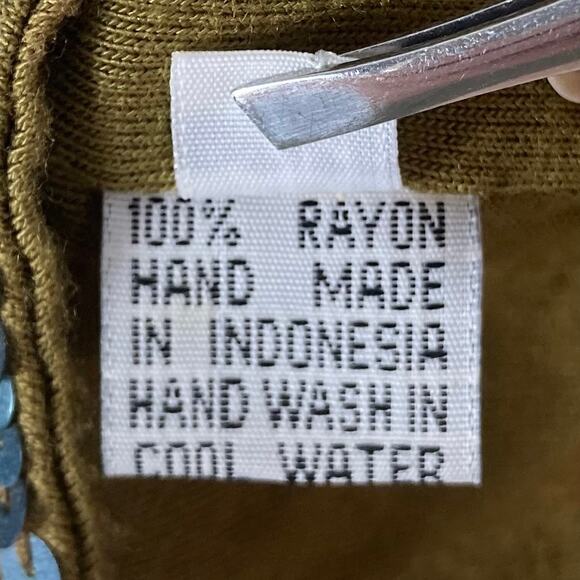 100% RAYON
HAND MADE
IN INDONESIA
HAND WASH IN
COOL WATER